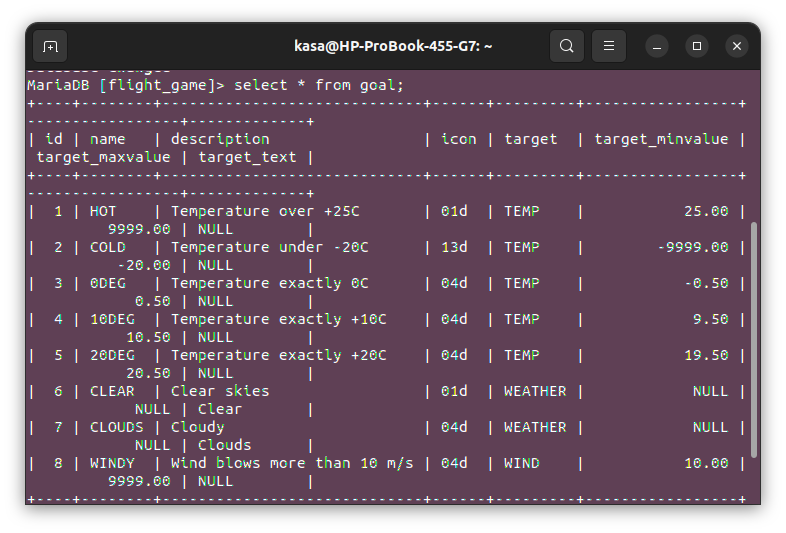 kasa@HP-ProBook-455-G7: ~
MariaDB [flight_game]> select * from goal;
+----+--------+-----------------------------+------+---------+-----------------+
-----------------+-------------+
| id | name   | description                 | icon | target  | target_minvalue |
 target_maxvalue | target_text |
+----+--------+-----------------------------+------+---------+-----------------+
-----------------+-------------+
|  1 | HOT    | Temperature over +25C       | 01d  | TEMP    |           25.00 |
         9999.00 | NULL        |
|  2 | COLD   | Temperature under -20C      | 13d  | TEMP    |        -9999.00 |
          -20.00 | NULL        |
|  3 | 0DEG   | Temperature exactly 0C      | 04d  | TEMP    |           -0.50 |
            0.50 | NULL        |
|  4 | 10DEG  | Temperature exactly +10C    | 04d  | TEMP    |            9.50 |
           10.50 | NULL        |
|  5 | 20DEG  | Temperature exactly +20C    | 04d  | TEMP    |           19.50 |
           20.50 | NULL        |
|  6 | CLEAR  | Clear skies                 | 01d  | WEATHER |            NULL |
            NULL | Clear       |
|  7 | CLOUDS | Cloudy                      | 04d  | WEATHER |            NULL |
            NULL | Clouds      |
|  8 | WINDY  | Wind blows more than 10 m/s | 04d  | WIND    |           10.00 |
         9999.00 | NULL        |
+----+--------+-----------------------------+------+---------+-----------------+